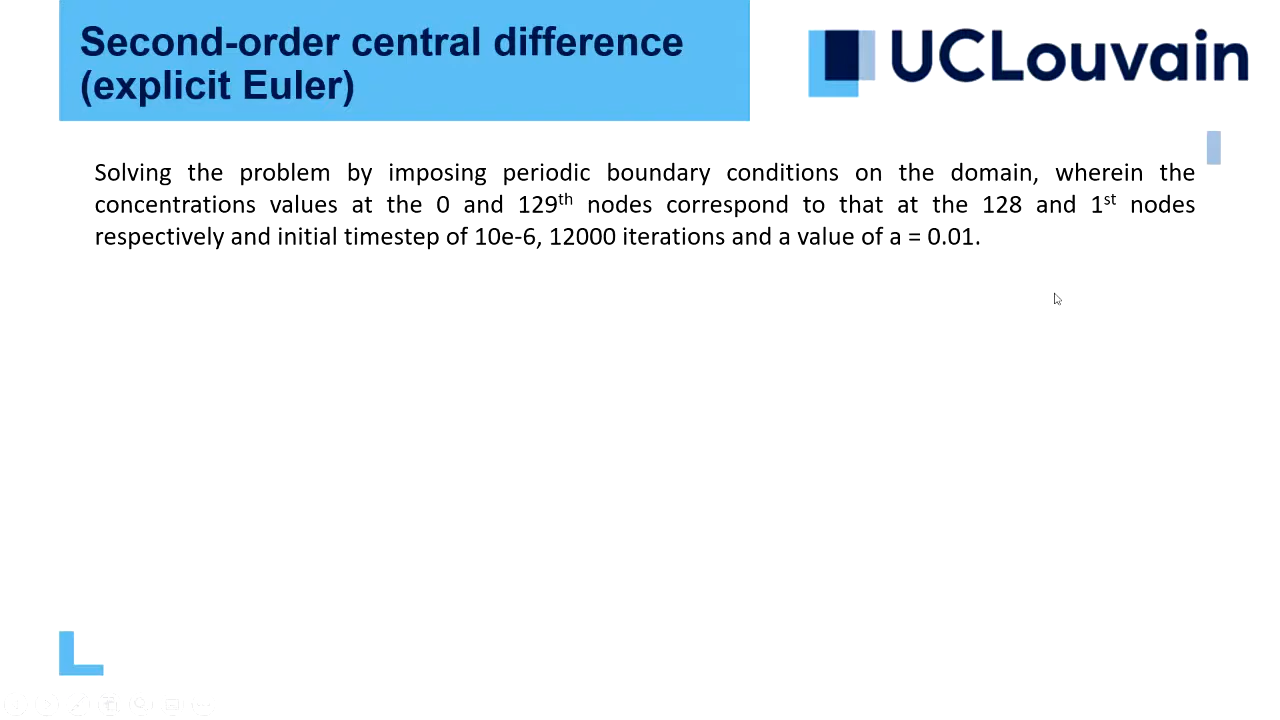 Second-order central difference
(explicit Euler)
UCLouvain
Solving the problem by imposing periodic boundary conditions on the domain, wherein the
concentrations values at the 0 and 129th nodes correspond to that at the 128 and 1st nodes
respectively and initial timestep of 10e-6, 12000 iterations and a value of a = 0.01.